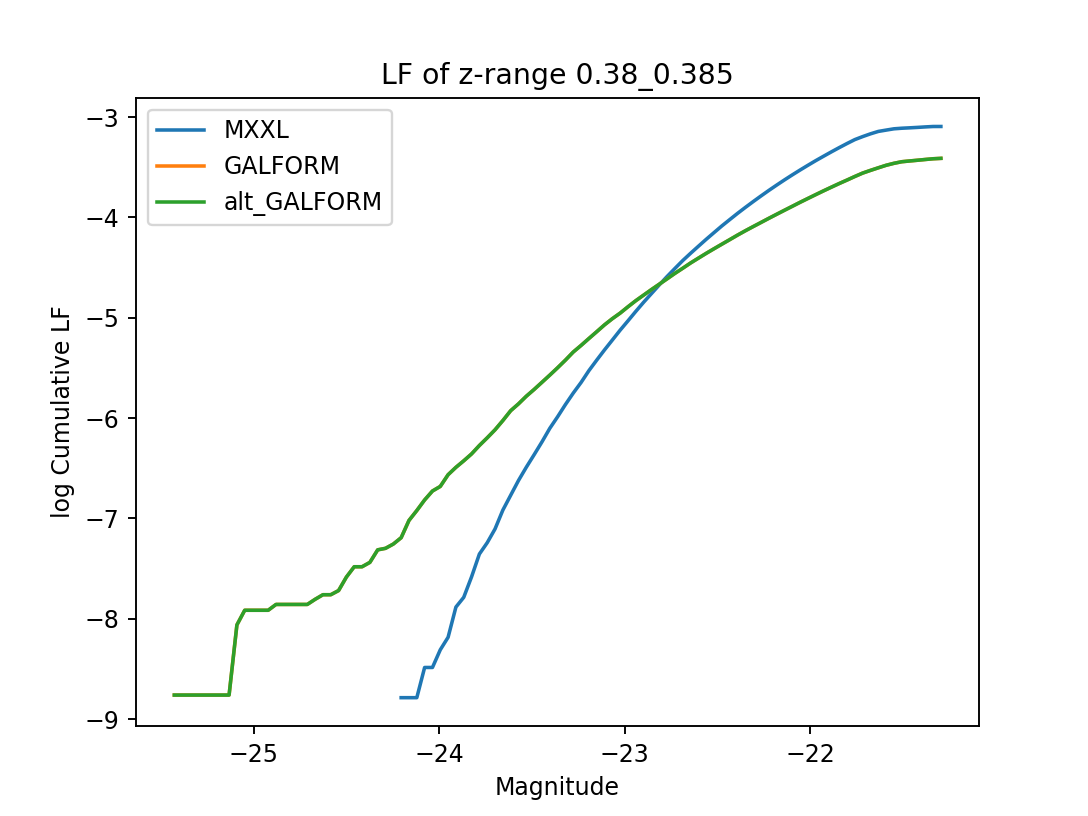 LF of z-range 0.38_0.385
MXXL
GALFORM
alt_GALFORM
−3
−4
−5
−6
−7
−8
−9
log Cumulative LF
−25
−24
−23
−22
Magnitude